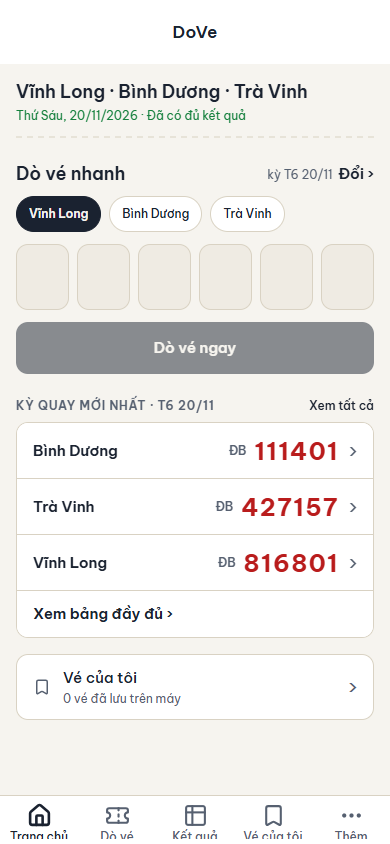 DoVe
Vĩnh Long · Bình Dương · Trà Vinh
Thứ Sáu, 20/11/2026 · Đã có đủ kết quả
Dò vé nhanh
kỳ T6 20/11 Đổi ›
Vĩnh Long
Bình Dương
Trà Vinh
Dò vé ngay
KỲ QUAY MỚI NHẤT · T6 20/11
Xem tất cả
Bình Dương ĐB 111401 ›
Trà Vinh ĐB 427157 ›
Vĩnh Long ĐB 816801 ›
Xem bảng đầy đủ ›
Vé của tôi
0 vé đã lưu trên máy
Trang chủ
Dò vé
Kết quả
Vé của tôi
Thêm